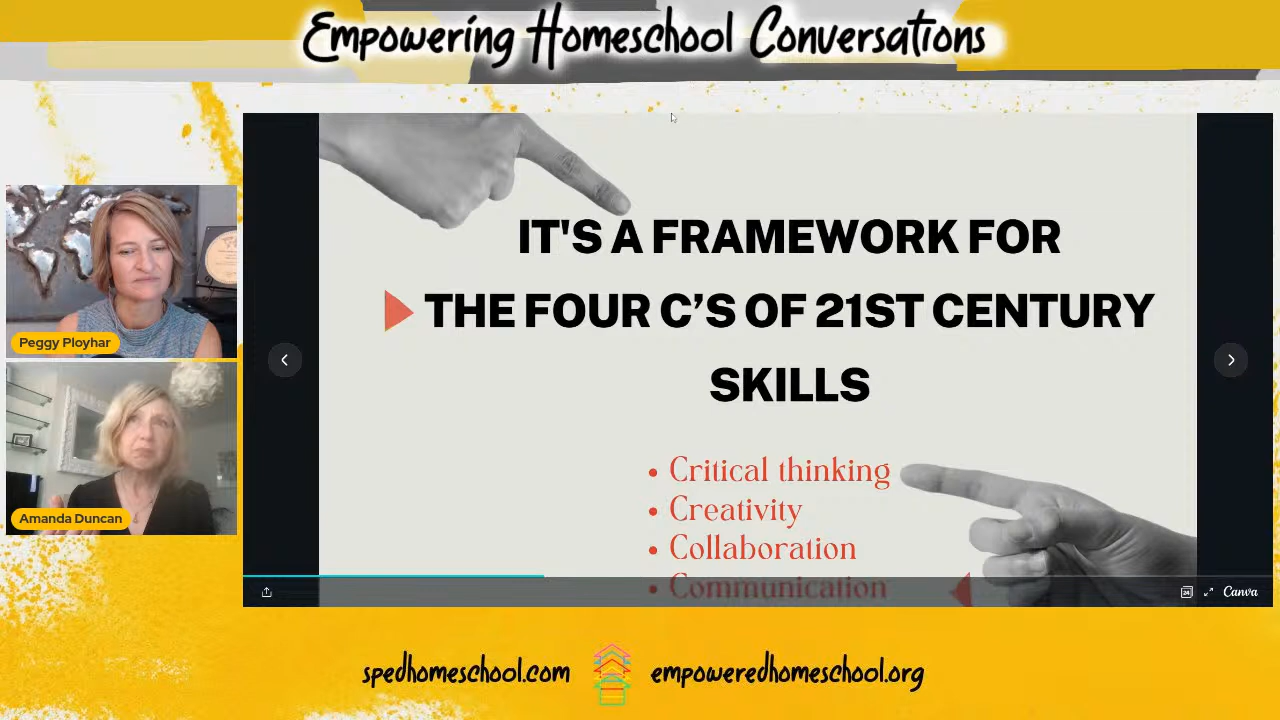 Empowering Homeschool Conversations
IT'S A FRAMEWORK FOR
THE FOUR C’S OF 21ST CENTURY
SKILLS
• Critical thinking
• Creativity
• Collaboration
• Communication
Peggy Ployhar
Amanda Duncan
24
Canva
spedhomeschool.com
empoweredhomeschool.org